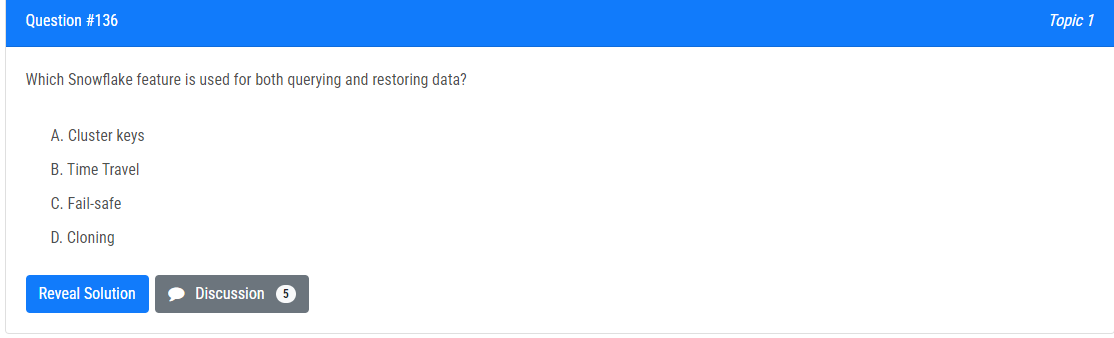 Question #136
Topic 1
Which Snowflake feature is used for both querying and restoring data?
A. Cluster keys
B. Time Travel
C. Fail-safe
D. Cloning
Reveal Solution
Discussion 5